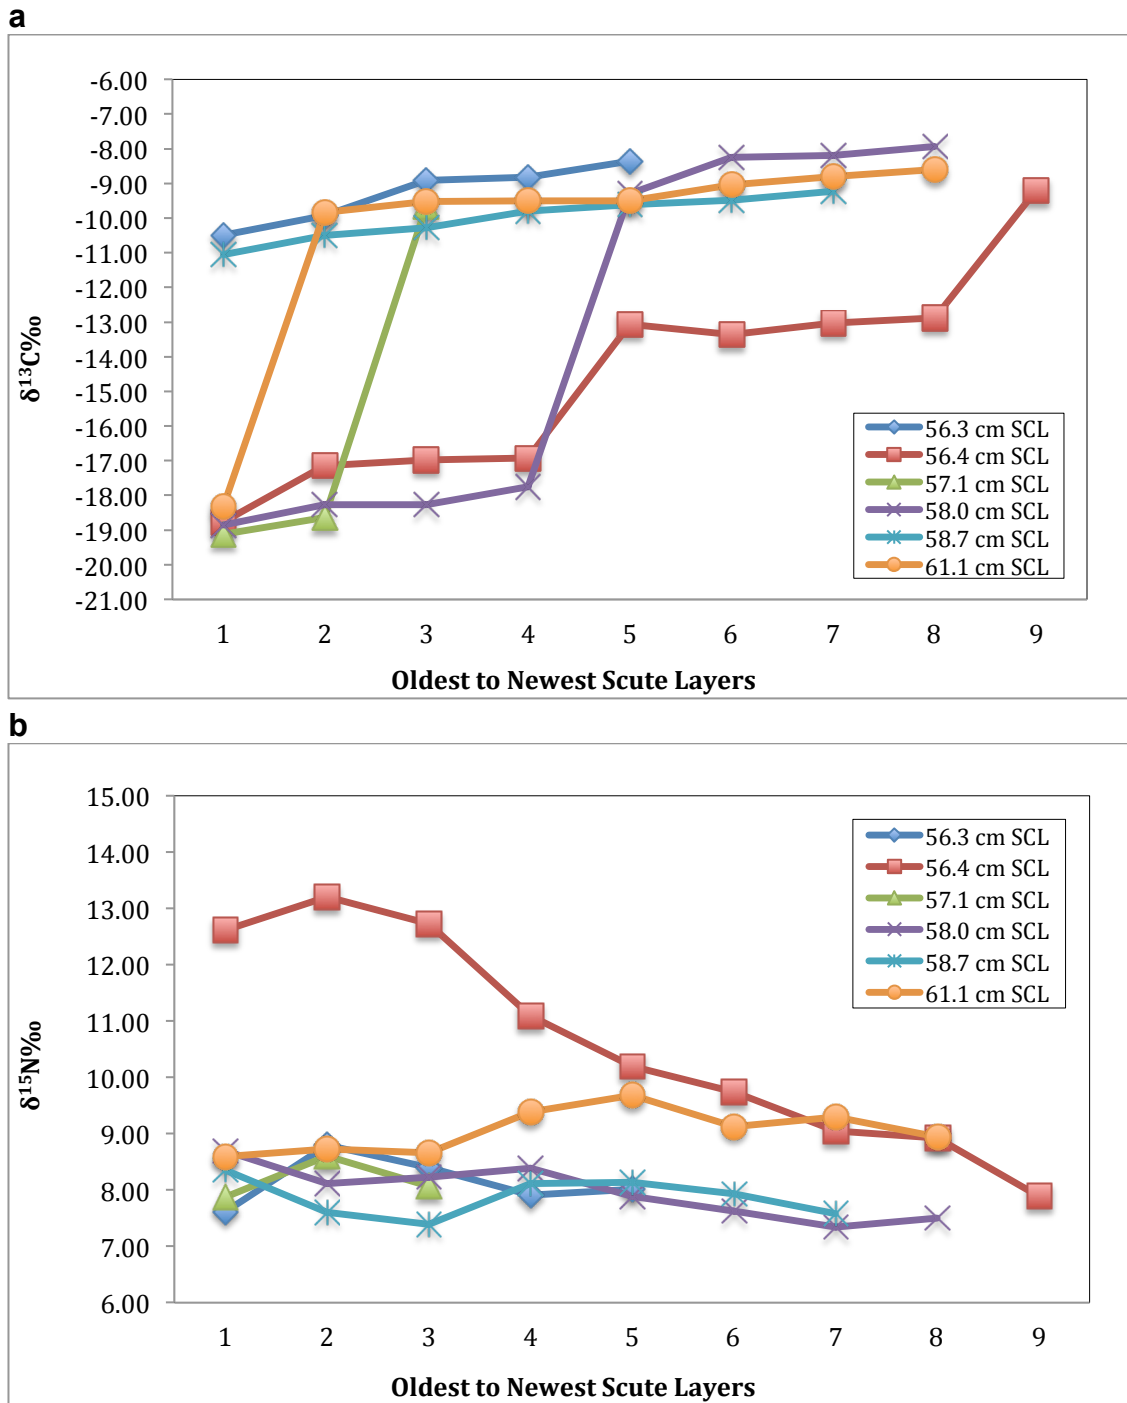 a
-6.00
-7.00
-8.00
-9.00
-10.00
-11.00
-12.00
-13.00
-14.00
-15.00
-16.00
-17.00
-18.00
-19.00
-20.00
-21.00
δ¹³C‰
56.3 cm SCL
56.4 cm SCL
57.1 cm SCL
58.0 cm SCL
58.7 cm SCL
61.1 cm SCL
1 2 3 4 5 6 7 8 9
Oldest to Newest Scute Layers
b
15.00
14.00
13.00
12.00
11.00
10.00
9.00
8.00
7.00
6.00
δ¹⁵N‰
56.3 cm SCL
56.4 cm SCL
57.1 cm SCL
58.0 cm SCL
58.7 cm SCL
61.1 cm SCL
1 2 3 4 5 6 7 8 9
Oldest to Newest Scute Layers